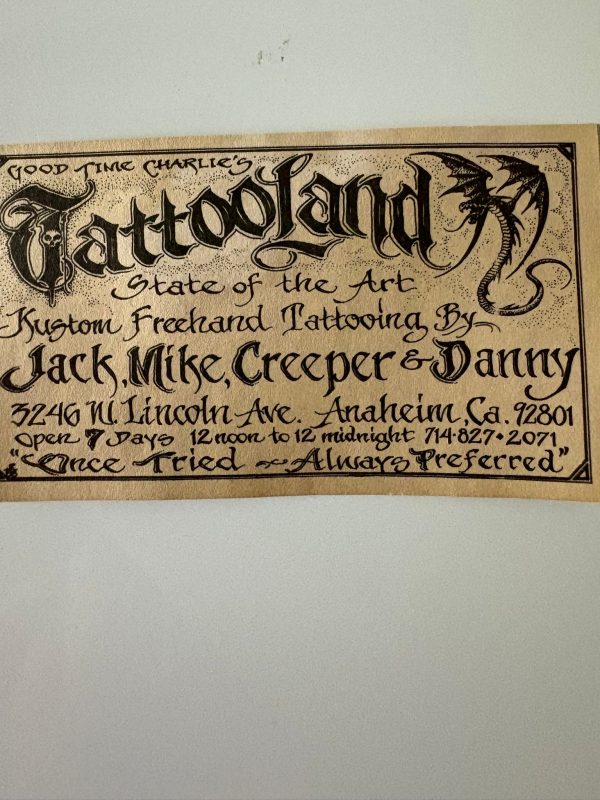 GOOD TIME CHARLIE'S
TattooLand
State of the Art
Kustom Freehand Tattooing By
Jack, Mike, Creeper & Danny
3246 W. Lincoln Ave. Anaheim Ca. 92801
Open 7 Days 12 noon to 12 midnight 714·827·2071
"Once Tried ~ Always Preferred"